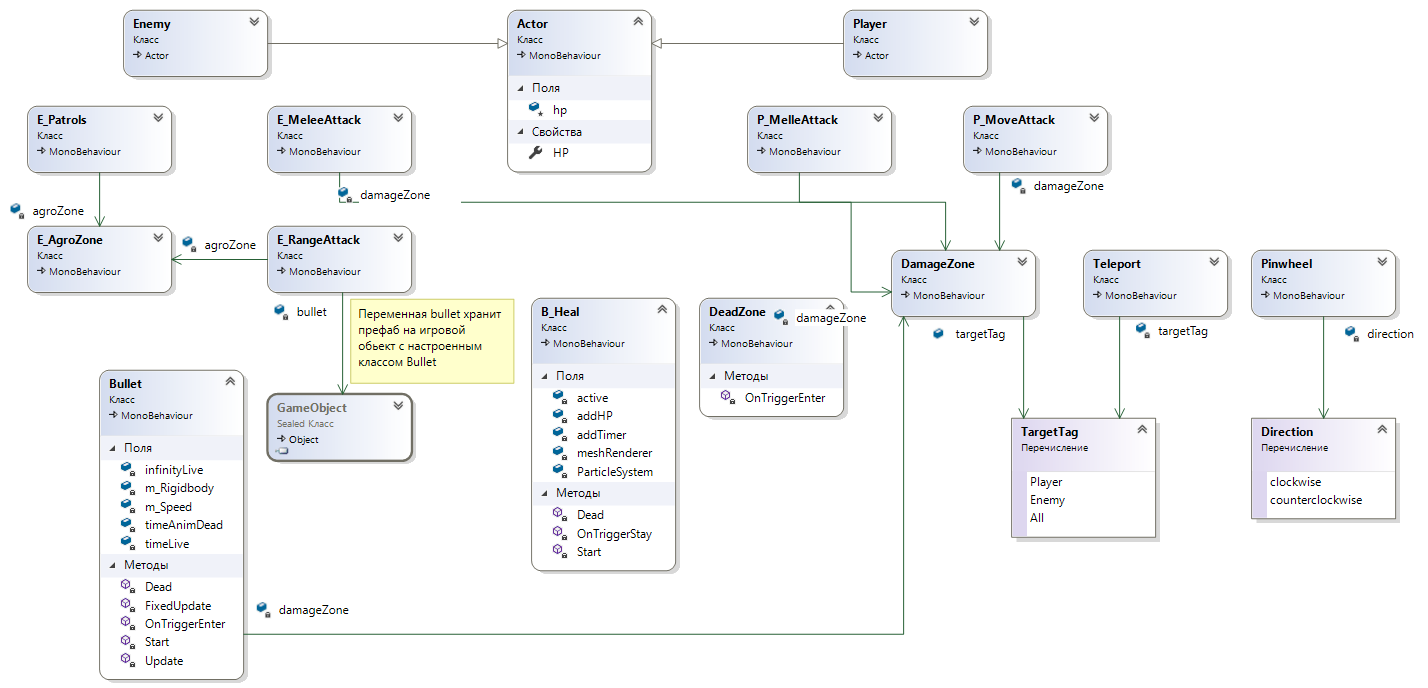 Enemy
Класс
Actor
Actor
Класс
MonoBehaviour
Поля
hp
Свойства
HP
Player
Класс
Actor
E_Patrols
Класс
MonoBehaviour
E_MeleeAttack
Класс
MonoBehaviour
P_MelleAttack
Класс
MonoBehaviour
P_MoveAttack
Класс
MonoBehaviour
agroZone
damageZone
damageZone
E_AgroZone
Класс
MonoBehaviour
agroZone
E_RangeAttack
Класс
MonoBehaviour
DamageZone
Класс
MonoBehaviour
Teleport
Класс
MonoBehaviour
Pinwheel
Класс
MonoBehaviour
bullet
Переменная bullet хранит
префаб на игровой
обьект с настроенным
классом Bullet
B_Heal
Класс
MonoBehaviour
Поля
active
addHP
addTimer
meshRenderer
ParticleSystem
Методы
Dead
OnTriggerStay
Start
DeadZone
Класс
MonoBehaviour
Методы
OnTriggerEnter
damageZone
targetTag
targetTag
direction
Bullet
Класс
MonoBehaviour
Поля
infinityLive
m_Rigidbody
m_Speed
timeAnimDead
timeLive
Методы
Dead
FixedUpdate
OnTriggerEnter
Start
Update
GameObject
Sealed Класс
Object
TargetTag
Перечисление
Player
Enemy
All
Direction
Перечисление
clockwise
counterclockwise
damageZone